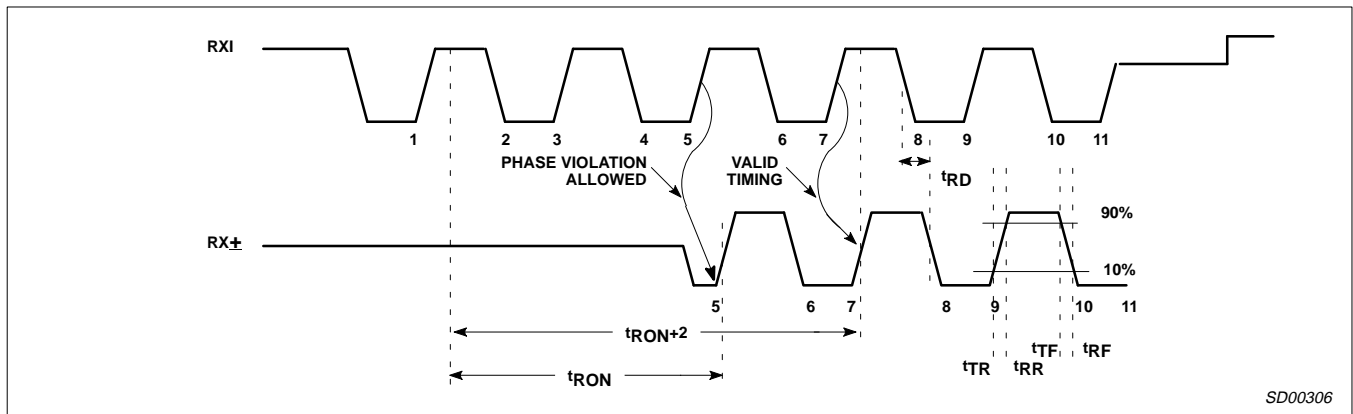 RXI
1 2 3 4 5 6 7 8 9 10 11
PHASE VIOLATION
ALLOWED
VALID
TIMING
tRD
90%
RX±
10%
5 6 7 8 9 10 11
tRON+2
tTF tRF
tTR tRR
tRON
SD00306